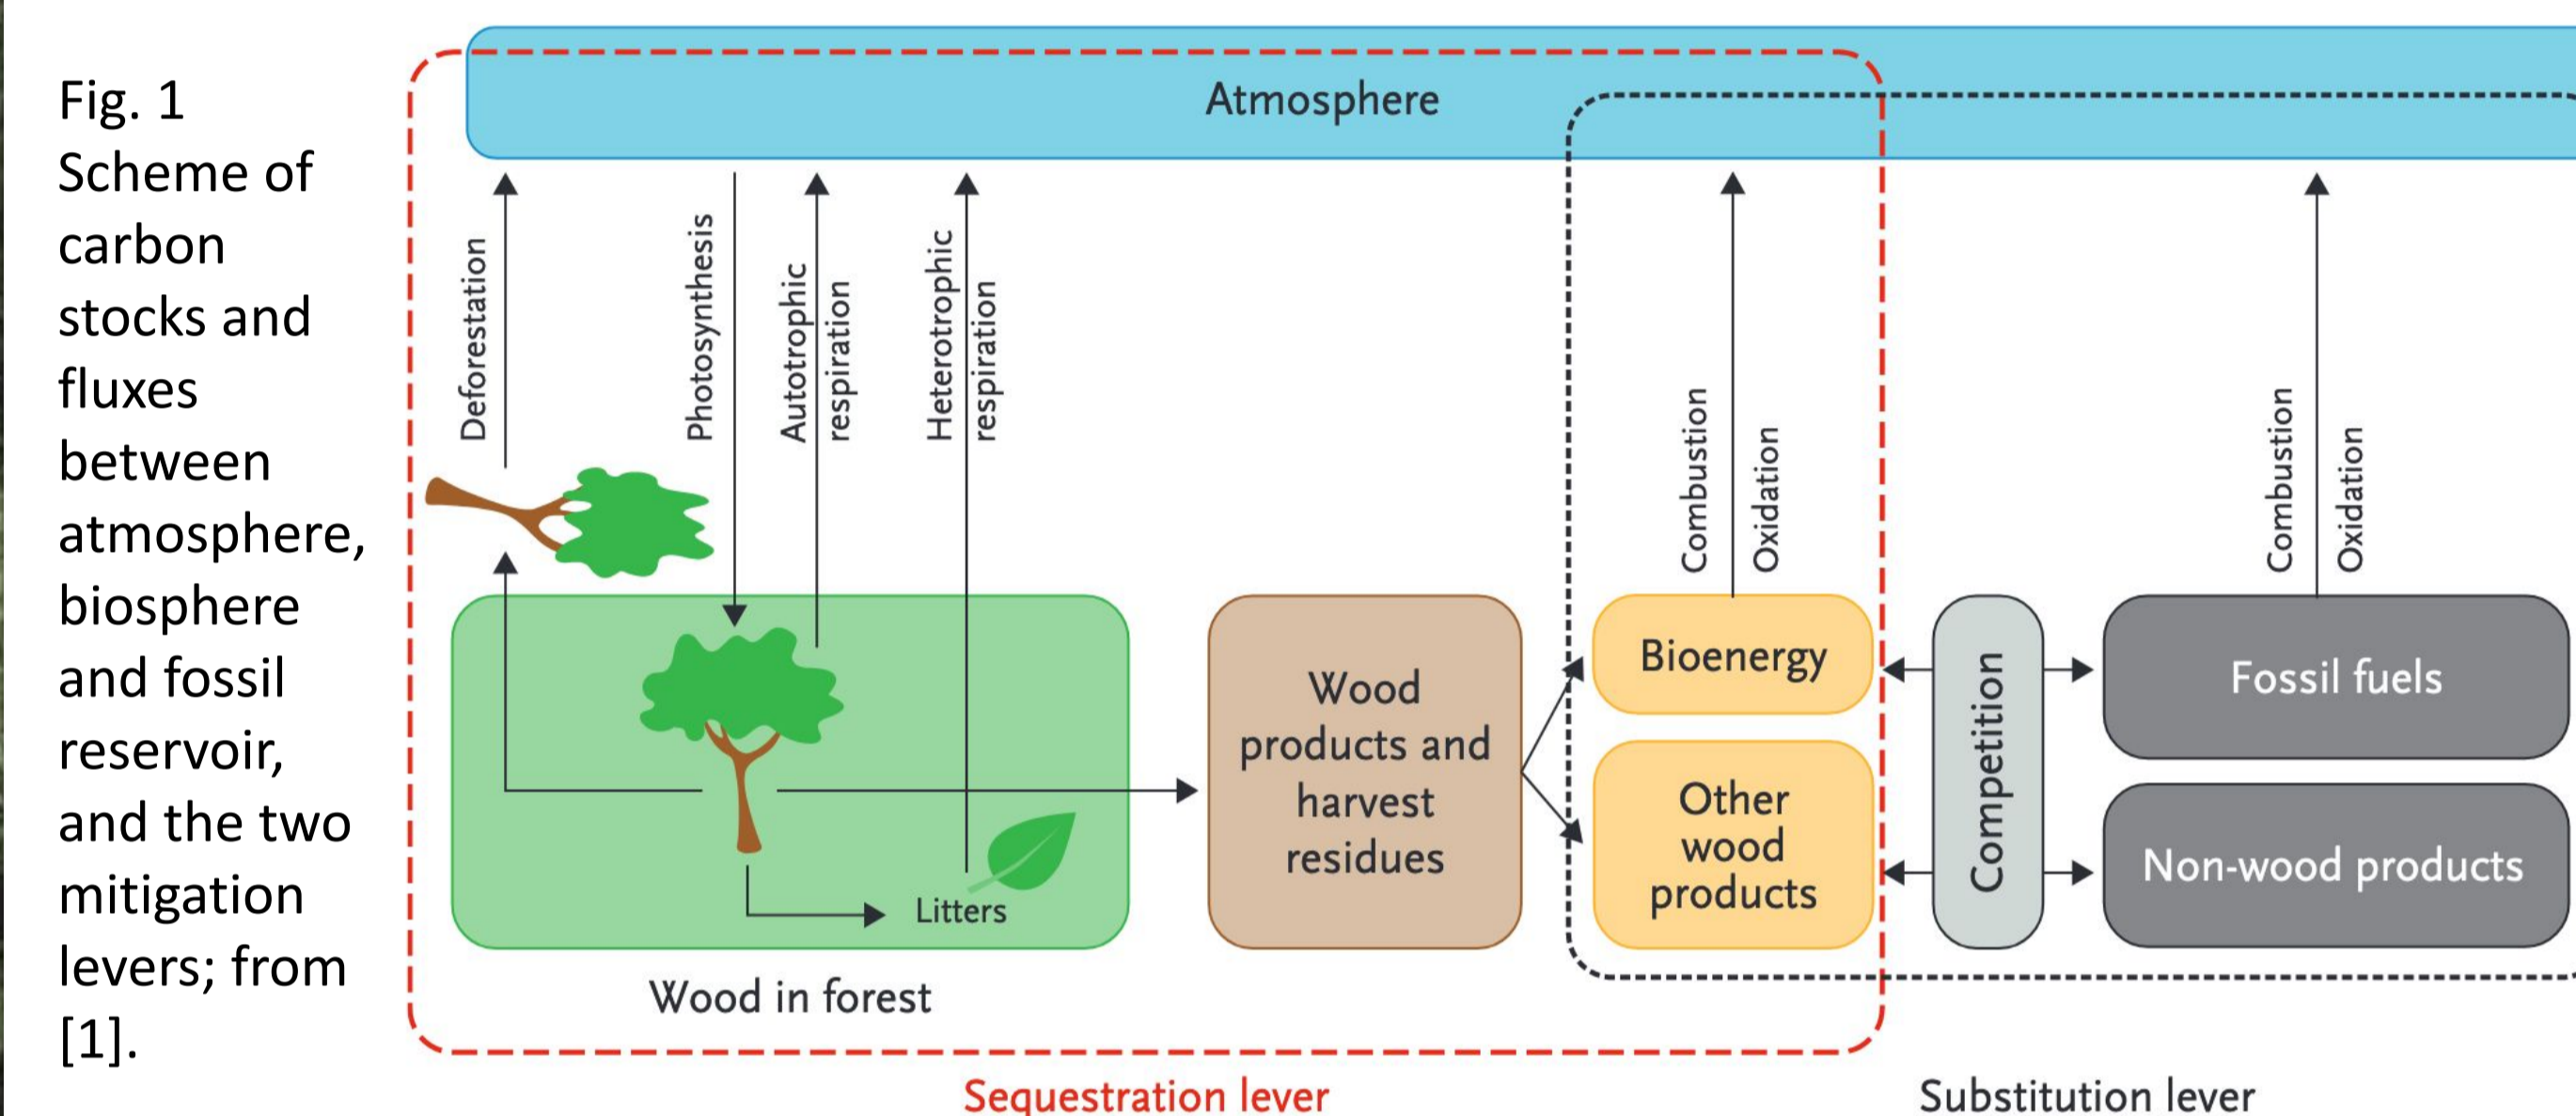 Fig. 1
Scheme of
carbon
stocks and
fluxes
between
atmosphere,
biosphere
and fossil
reservoir,
and the two
mitigation
levers; from
[1].
Atmosphere
Deforestation
Photosynthesis
Autotrophic
respiration
Heterotrophic
respiration
Combustion
Oxidation
Combustion
Oxidation
Litters
Wood in forest
Wood
products and
harvest
residues
Bioenergy
Other
wood
products
Competition
Fossil fuels
Non-wood products
Sequestration lever
Substitution lever